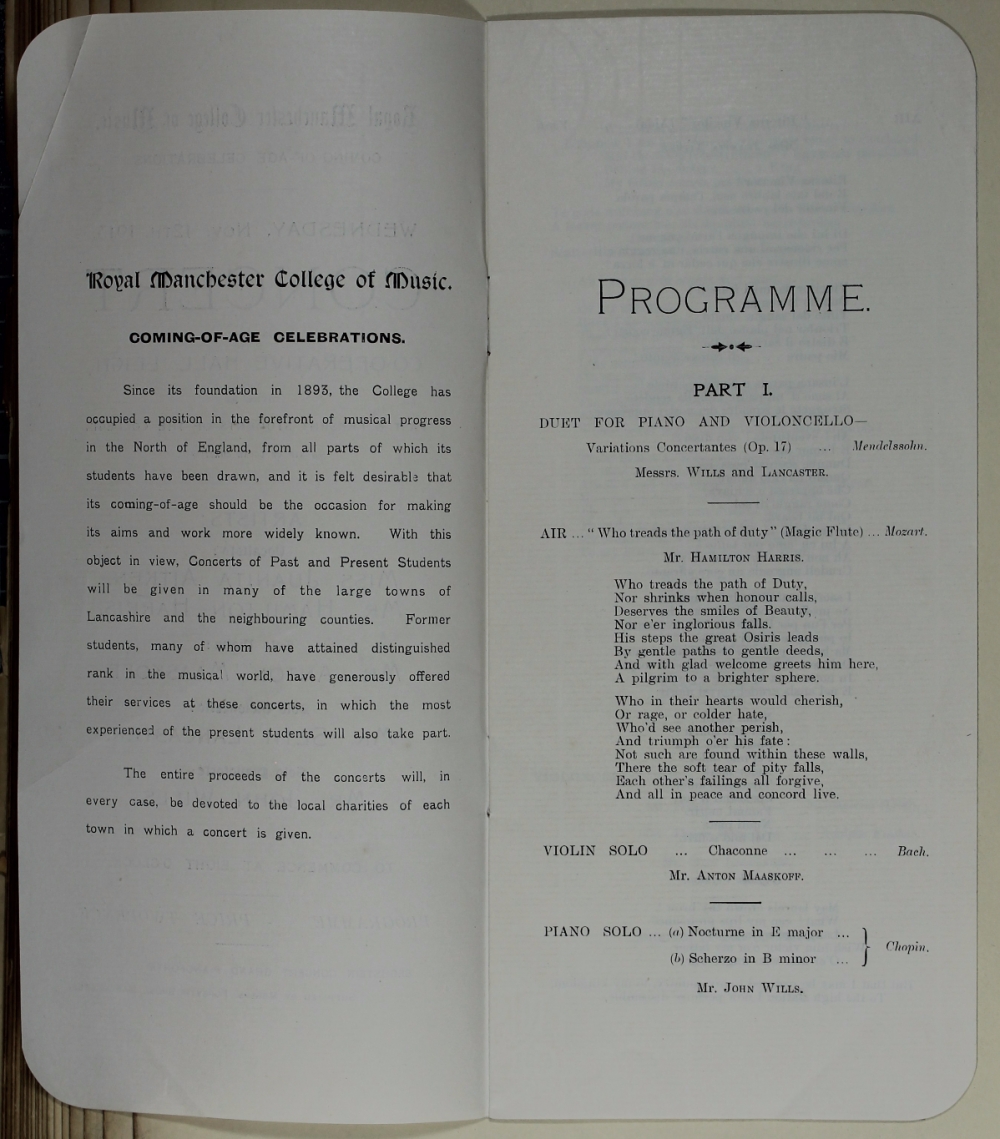 Royal Manchester College of Music.
COMING-OF-AGE CELEBRATIONS.
Since its foundation in 1893, the College has
occupied a position in the forefront of musical progress
in the North of England, from all parts of which its
students have been drawn, and it is felt desirable that
its coming-of-age should be the occasion for making
its aims and work more widely known. With this
object in view, Concerts of Past and Present Students
will be given in many of the large towns of
Lancashire and the neighbouring counties. Former
students, many of whom have attained distinguished
rank in the musical world, have generously offered
their services at these concerts, in which the most
experienced of the present students will also take part.
The entire proceeds of the concerts will, in
every case, be devoted to the local charities of each
town in which a concert is given.
PROGRAMME.
PART I.
DUET FOR PIANO AND VIOLONCELLO—
Variations Concertantes (Op. 17) ... Mendelssohn.
Messrs. WILLS and LANCASTER.
AIR ... "Who treads the path of duty" (Magic Flute) ... Mozart.
Mr. HAMILTON HARRIS.
Who treads the path of Duty,
Nor shrinks when honour calls,
Deserves the smiles of Beauty,
Nor e'er inglorious falls.
His steps the great Osiris leads
By gentle paths to gentle deeds,
And with glad welcome greets him here,
A pilgrim to a brighter sphere.
Who in their hearts would cherish,
Or rage, or colder hate,
Who'd see another perish,
And triumph o'er his fate:
Not such are found within these walls,
There the soft tear of pity falls,
Each other's failings all forgive,
And all in peace and concord live.
VIOLIN SOLO ... Chaconne ... ... ... Bach.
Mr. ANTON MAASKOFF.
PIANO SOLO ... (a) Nocturne in E major ...
(b) Scherzo in B minor ... } Chopin.
Mr. JOHN WILLS.